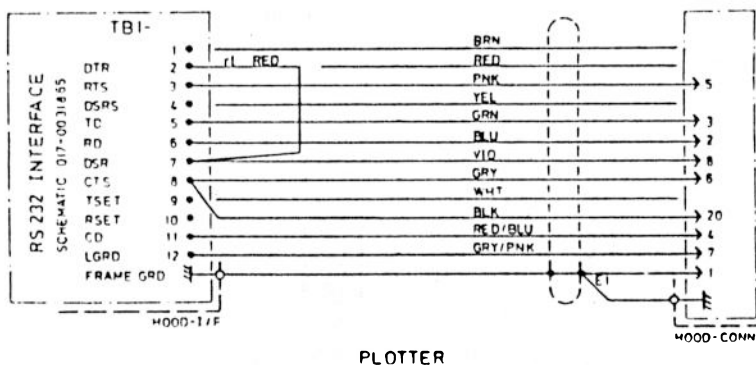 TB1-
1 BRN
DTR 2 r1 RED RED
RTS 3 PNK 5
DSRS 4 YEL
TD 5 GRN 3
RD 6 BLU 2
DSR 7 VIO 8
CTS 8 GRY 6
TSET 9 WHT
RSET 10 BLK 20
CD 11 RED/BLU 4
LGRD 12 GRY/PNK 7
FRAME GRD 1
E1
RS 232 INTERFACE
SCHEMATIC 017-0031865
HOOD-I/F
HOOD-CONN
PLOTTER